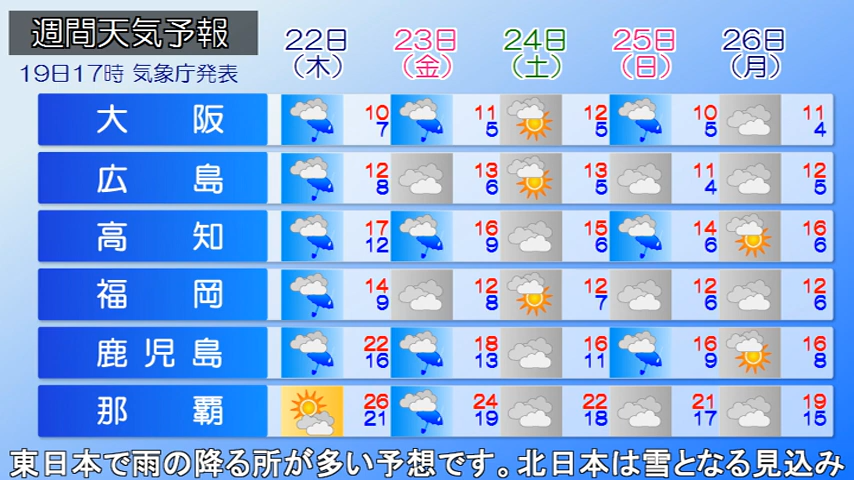 週間天気予報
19日17時 気象庁発表
22日 23日 24日 25日 26日
(木) (金) (土) (日) (月)
大阪 10 7 11 5 12 5 10 5 11 4
広島 12 8 13 6 13 5 11 4 12 5
高知 17 12 16 9 15 6 14 6 16 6
福岡 14 9 12 8 12 7 12 6 12 6
鹿児島 22 16 18 13 16 11 16 9 16 8
那覇 26 21 24 19 22 18 21 17 19 15
東日本で雨の降る所が多い予想です。北日本は雪となる見込み